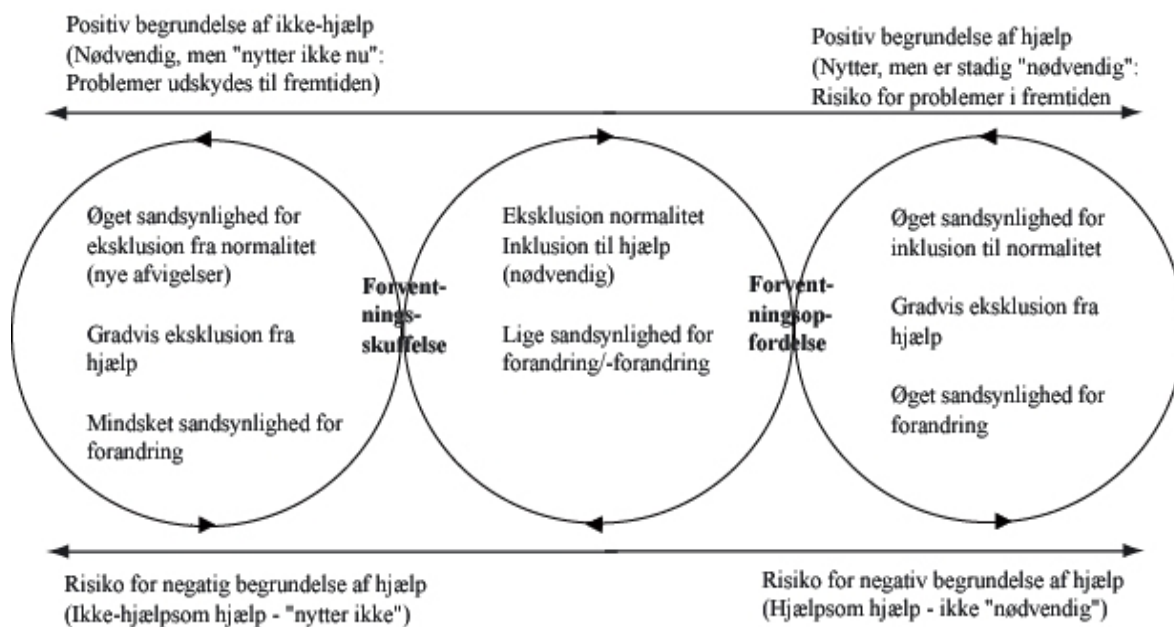 Positiv begrundelse af ikke-hjælp
(Nødvendig, men "nytter ikke nu":
Problemer udskydes til fremtiden)
Positiv begrundelse af hjælp
(Nytter, men er stadig "nødvendig":
Risiko for problemer i fremtiden
Øget sandsynlighed for
eksklusion fra normalitet
(nye afvigelser)
Gradvis eksklusion fra
hjælp
Mindsket sandsynlighed for
forandring
Forvent-
nings-
skuffelse
Eksklusion normalitet
Inklusion til hjælp
(nødvendig)
Lige sandsynlighed for
forandring/-forandring
Forvent-
ningsop-
fordelse
Øget sandsynlighed for
inklusion til normalitet
Gradvis eksklusion fra
hjælp
Øget sandsynlighed for
forandring
Risiko for negatig begrundelse af hjælp
(Ikke-hjælpsom hjælp - "nytter ikke")
Risiko for negativ begrundelse af hjælp
(Hjælpsom hjælp - ikke "nødvendig")